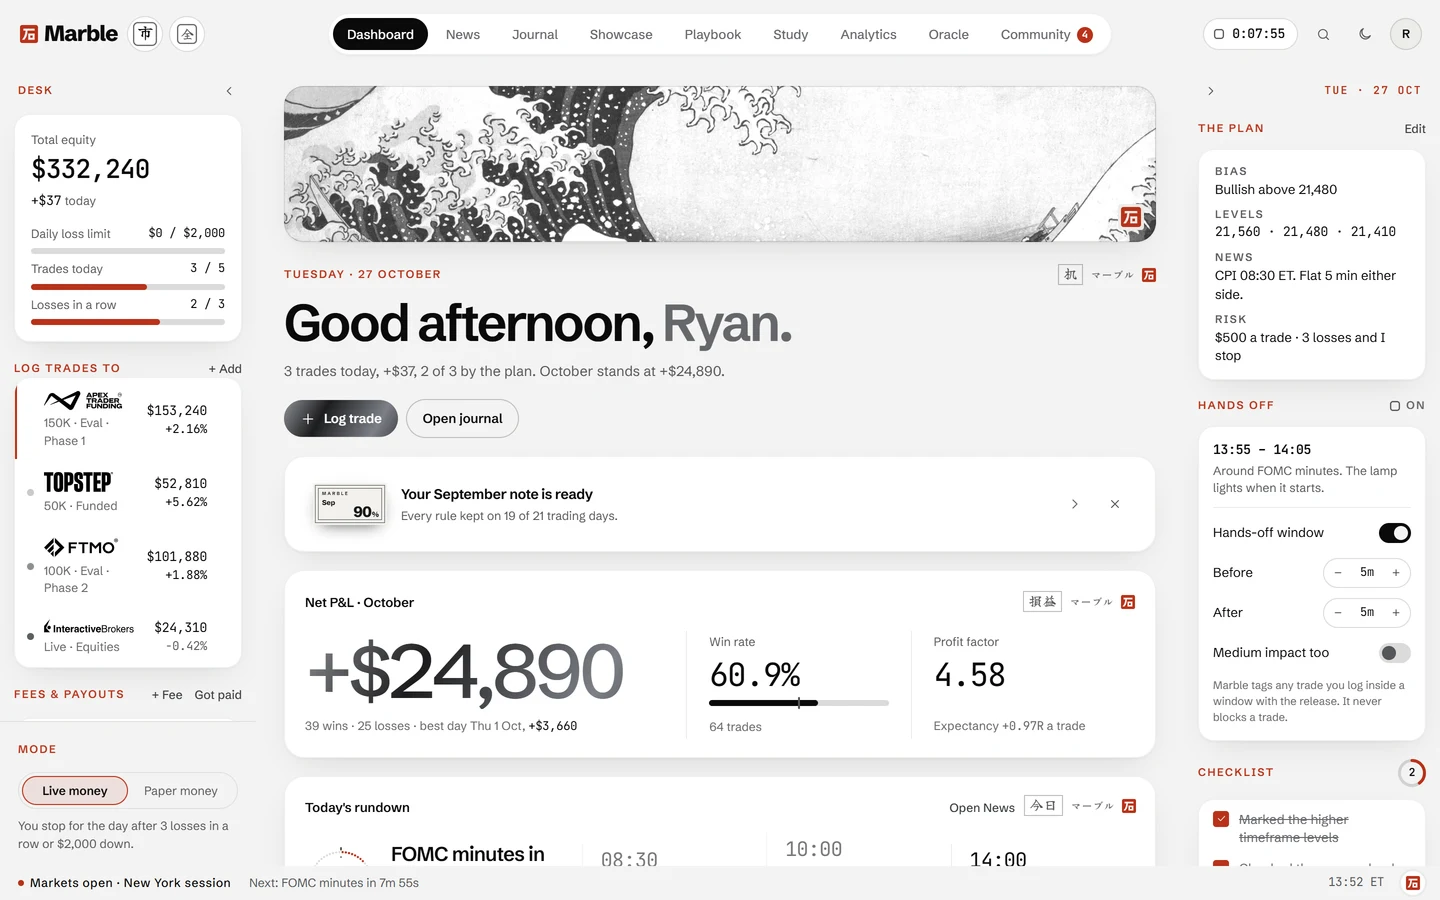 石 Marble 市 全
Dashboard News Journal Showcase Playbook Study Analytics Oracle Community 4
0:07:55 R
DESK
Total equity
$332,240
+$37 today
Daily loss limit $0 / $2,000
Trades today 3 / 5
Losses in a row 2 / 3
LOG TRADES TO + Add
APEX TRADER FUNDING
$153,240
150K · Eval · Phase 1
+2.16%
TOPSTEP
$52,810
50K · Funded
+5.62%
FTMO
$101,880
100K · Eval · Phase 2
+1.88%
InteractiveBrokers
$24,310
Live · Equities
-0.42%
FEES & PAYOUTS + Fee Got paid
MODE
Live money Paper money
You stop for the day after 3 losses in a
row or $2,000 down.
石
TUESDAY · 27 OCTOBER
机 マーブル 石
Good afternoon, Ryan.
3 trades today, +$37, 2 of 3 by the plan. October stands at +$24,890.
+ Log trade Open journal
MARBLE
Sep
90%
Your September note is ready
Every rule kept on 19 of 21 trading days.
Net P&L · October
損益 マーブル 石
+$24,890
39 wins · 25 losses · best day Thu 1 Oct, +$3,660
Win rate
60.9%
64 trades
Profit factor
4.58
Expectancy +0.97R a trade
Today's rundown
Open News 今日 マーブル 石
FOMC minutes in
08:30
10:00
14:00
TUE · 27 OCT
THE PLAN Edit
BIAS
Bullish above 21,480
LEVELS
21,560 · 21,480 · 21,410
NEWS
CPI 08:30 ET. Flat 5 min either
side.
RISK
$500 a trade · 3 losses and I
stop
HANDS OFF ON
13:55 – 14:05
Around FOMC minutes. The lamp
lights when it starts.
Hands-off window
Before − 5m +
After − 5m +
Medium impact too
Marble tags any trade you log inside a
window with the release. It never
blocks a trade.
CHECKLIST 2
Marked the higher
timeframe levels
Markets open · New York session Next: FOMC minutes in 7m 55s
13:52 ET 石